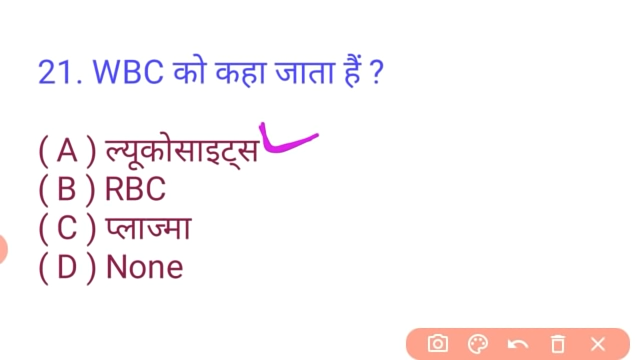 21. WBC को कहा जाता हैं ?
( A ) ल्यूकोसाइट्स
( B ) RBC
( C ) प्लाज्मा
( D ) None